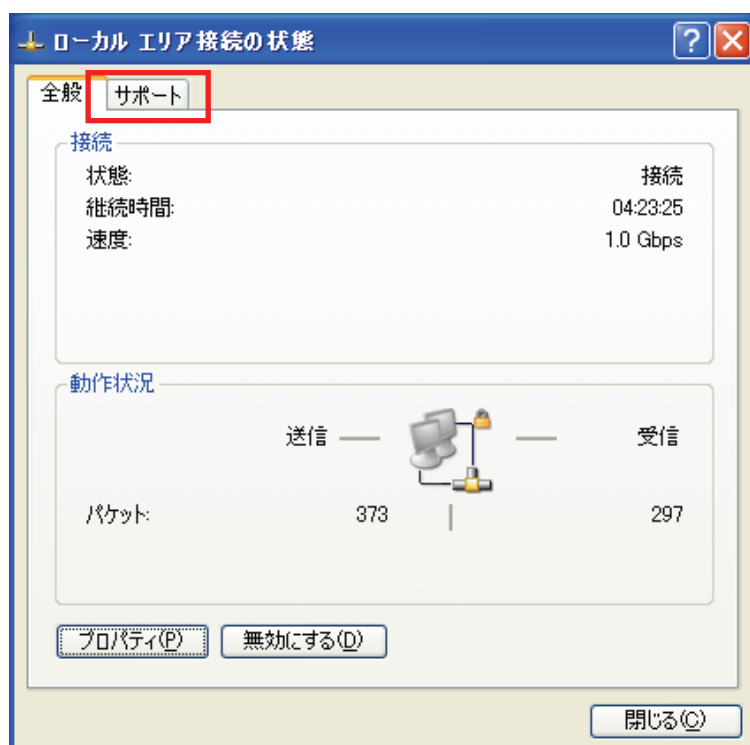 ローカル エリア接続の状態
全般 サポート
接続
状態: 接続
継続時間: 04:23:25
速度: 1.0 Gbps
動作状況
送信 受信
パケット: 373 297
プロパティ(P) 無効にする(D)
閉じる(C)